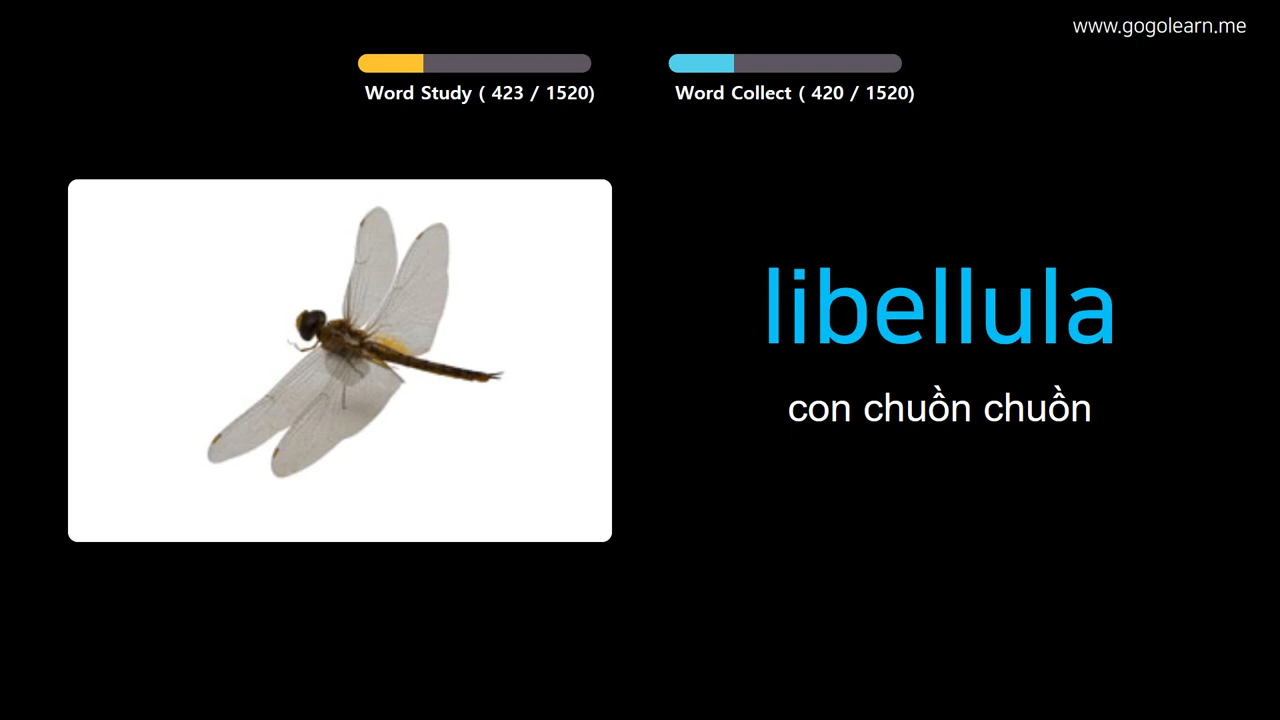 www.gogolearn.me
Word Study ( 423 / 1520)
Word Collect ( 420 / 1520)
libellula
con chuồn chuồn